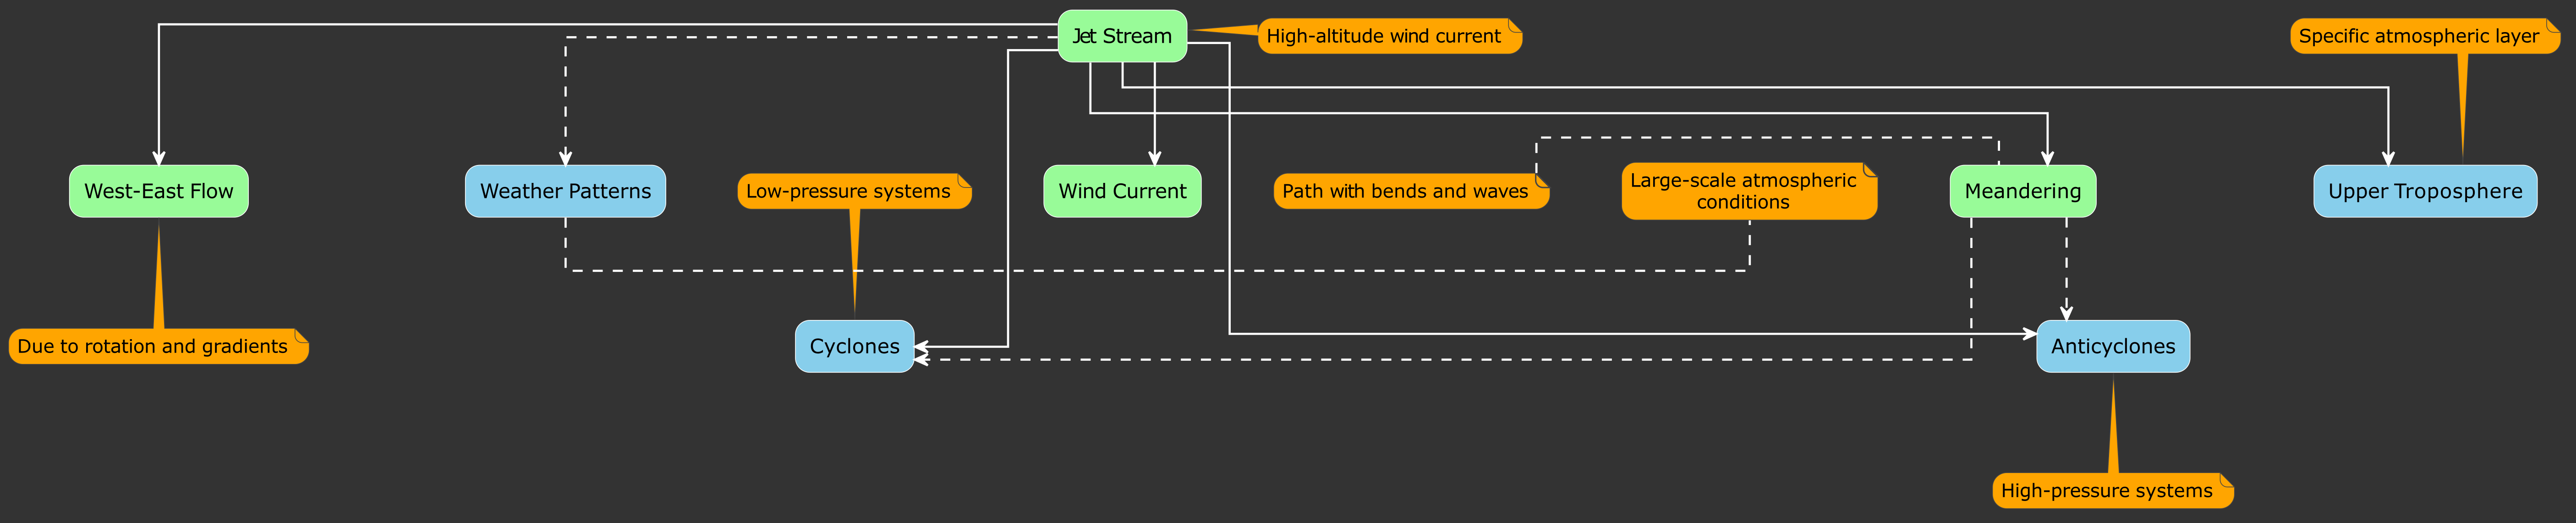 Jet Stream
High-altitude wind current
Specific atmospheric layer
West-East Flow
Weather Patterns
Low-pressure systems
Wind Current
Path with bends and waves
Large-scale atmospheric
conditions
Meandering
Upper Troposphere
Due to rotation and gradients
Cyclones
Anticyclones
High-pressure systems